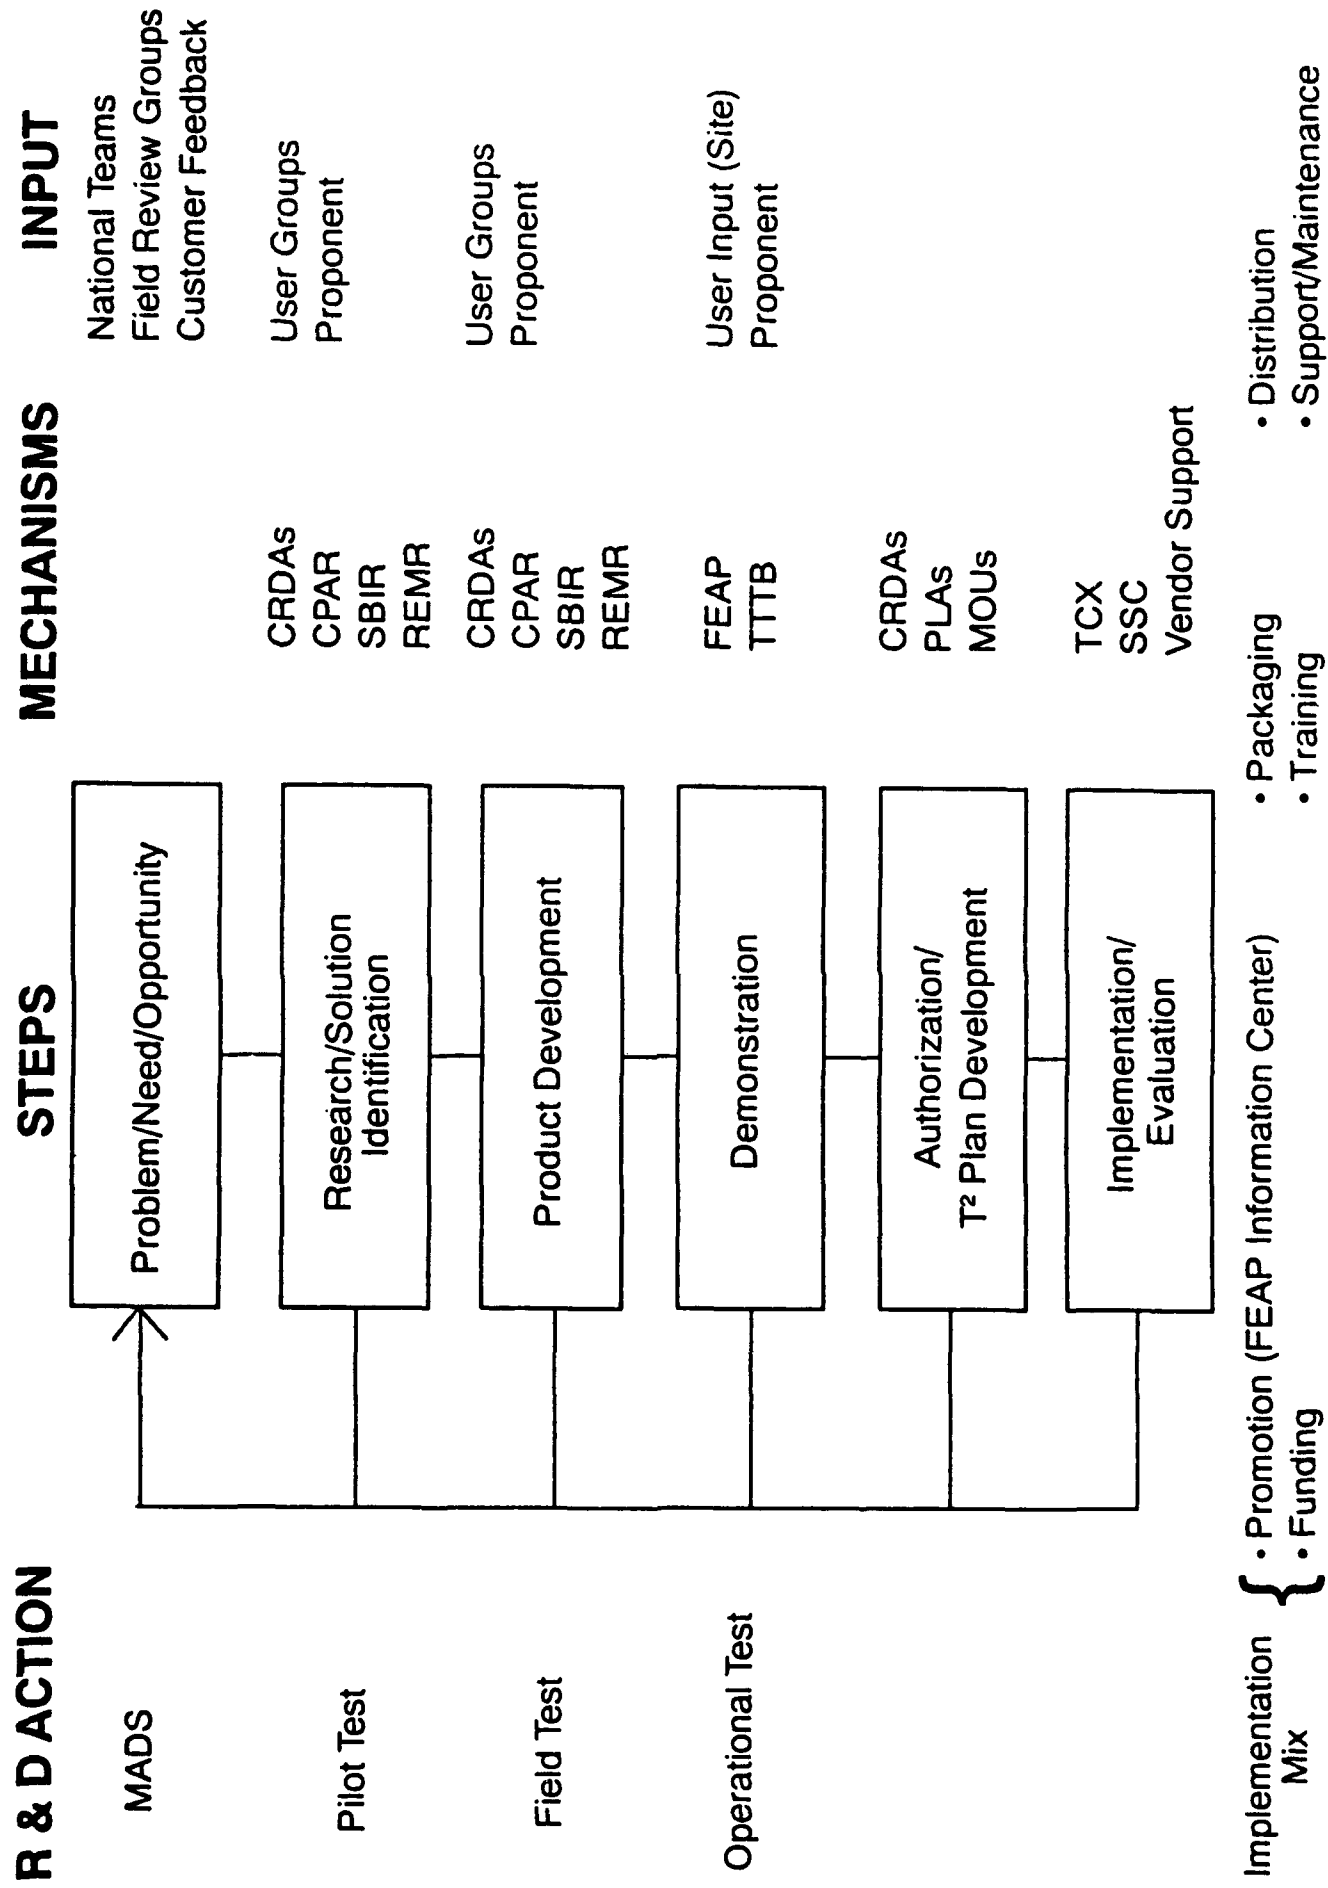 R & D ACTION
STEPS
MECHANISMS
INPUT
MADS
Problem/Need/Opportunity
National Teams
Field Review Groups
Customer Feedback
Pilot Test
Research/Solution
Identification
CRDAs
CPAR
SBIR
REMR
User Groups
Proponent
Field Test
Product Development
CRDAs
CPAR
SBIR
REMR
User Groups
Proponent
Operational Test
Demonstration
FEAP
TTTB
User Input (Site)
Proponent
Authorization/
T² Plan Development
CRDAs
PLAs
MOUs
Implementation/
Evaluation
TCX
SSC
Vendor Support
Implementation
Mix
{
• Promotion (FEAP Information Center)
• Funding
• Packaging
• Training
• Distribution
• Support/Maintenance